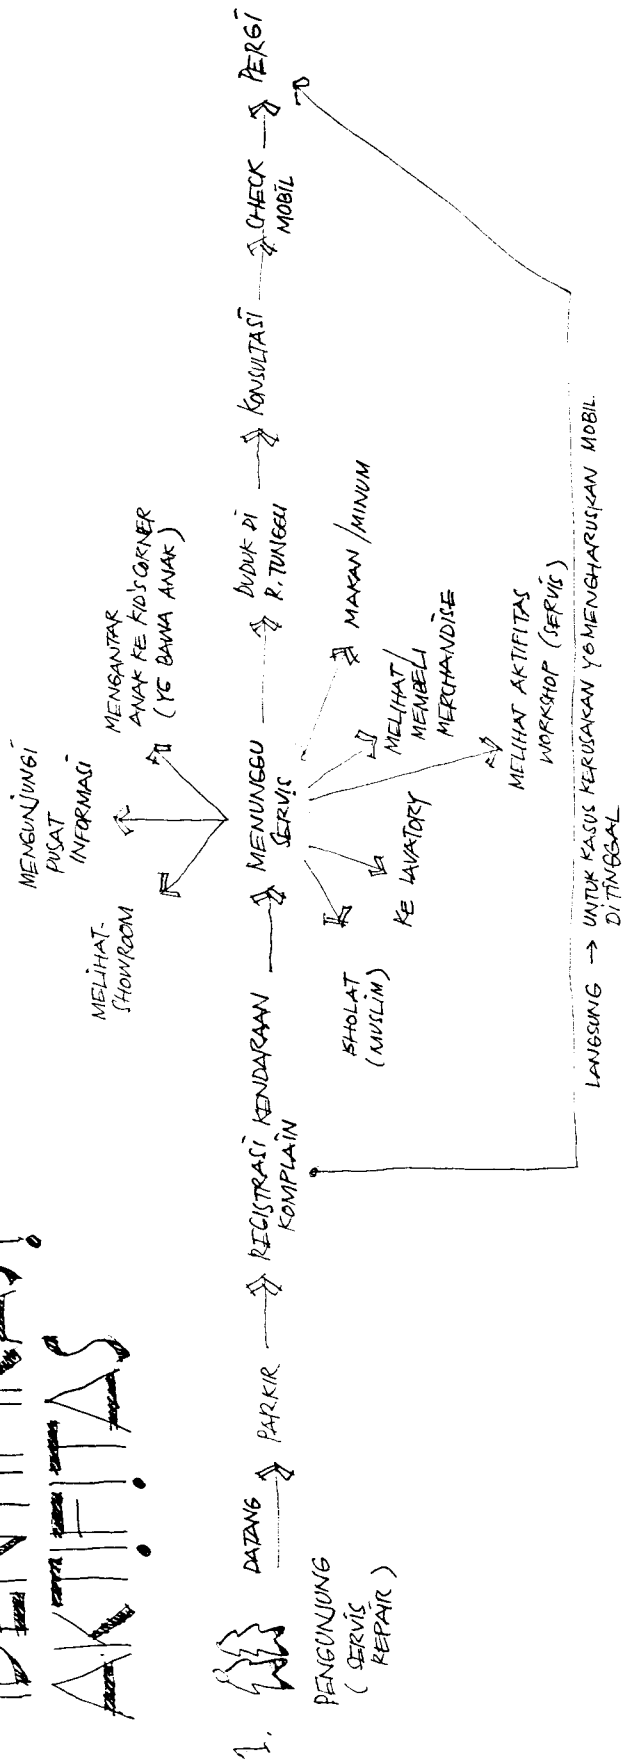 AKTIFITAS
1.
PENGUNJUNG
(SERVIS
REPAIR)
DATANG
PARKIR
REGISTRASI KENDARAAN
KOMPLAIN
MENUNGGU
SERVIS
MELIHAT
SHOWROOM
MENGUNJUNGI
PUSAT
INFORMASI
MENGANTAR
ANAK KE KID'S CORNER
(YG BAWA ANAK)
SHOLAT
(MUSLIM)
KE LAVATORY
MELIHAT/
MEMBELI
MERCHANDISE
MAKAN/MINUM
MELIHAT AKTIFITAS
WORKSHOP (SERVIS)
DUDUK DI
R. TUNGGU
KONSULTASI
CHECK
MOBIL
PERGI
LANGSUNG → UNTUK KASUS KERUSAKAN YG MENGHARUSKAN MOBIL
DITINGGAL